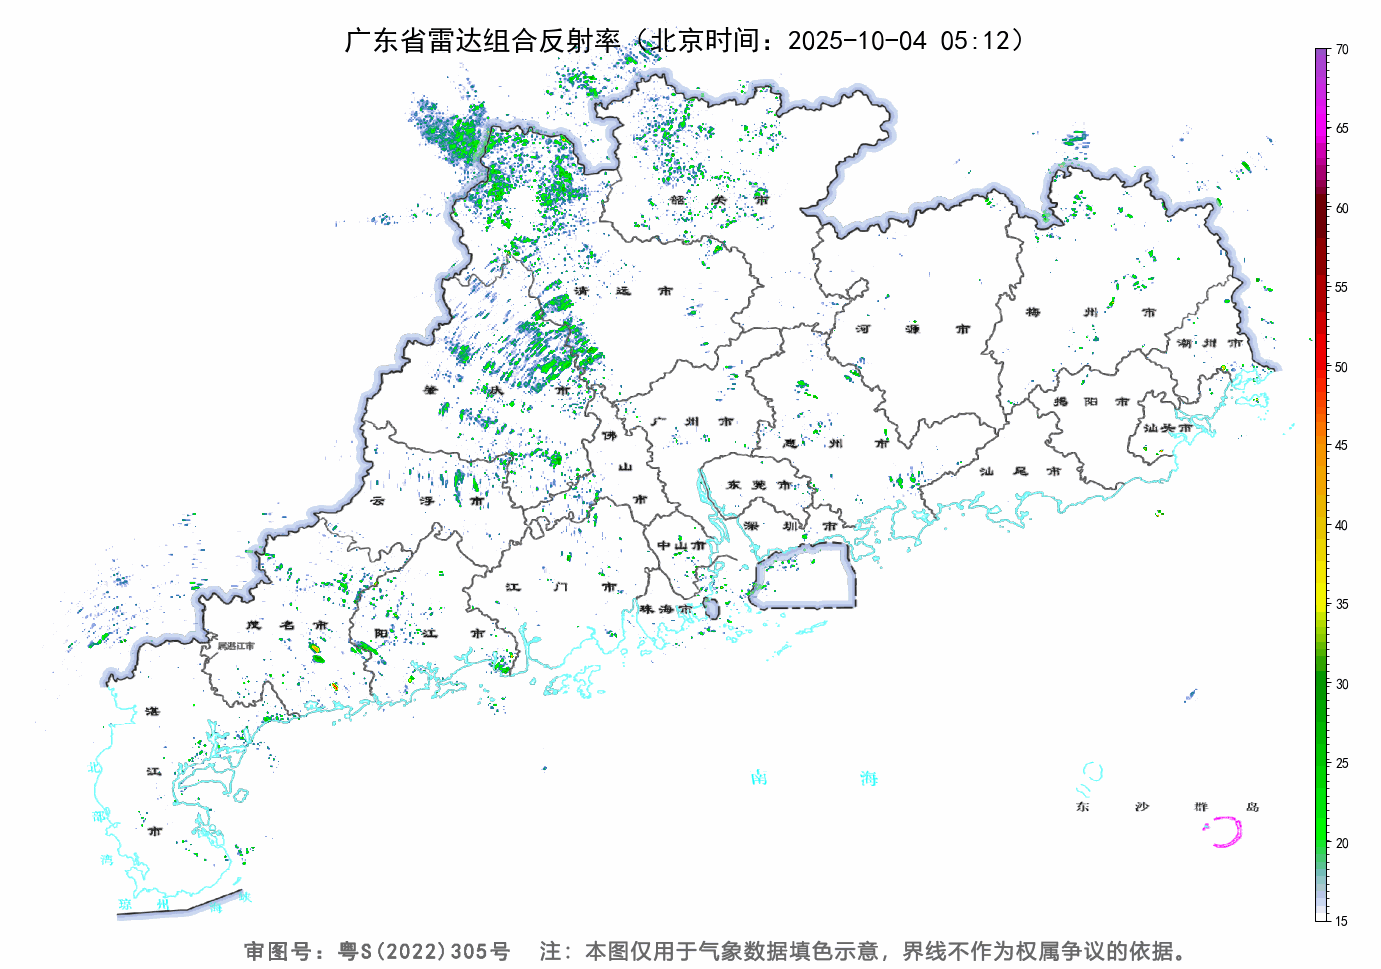 广东省雷达组合反射率（北京时间：2025-10-04 05:12）
70
65
60
55
50
45
40
35
30
25
20
15
韶关市
清远市
河源市
梅州市
潮州市
肇庆市
广州市
惠州市
揭阳市
汕头市
佛山市
东莞市
汕尾市
云浮市
深圳市
中山市
江门市
珠海市
茂名市
阳江市
属湛江市
湛江市
北部湾
南海
东沙群岛
琼州海峡
审图号：粤S(2022)305号 注：本图仅用于气象数据填色示意，界线不作为权属争议的依据。